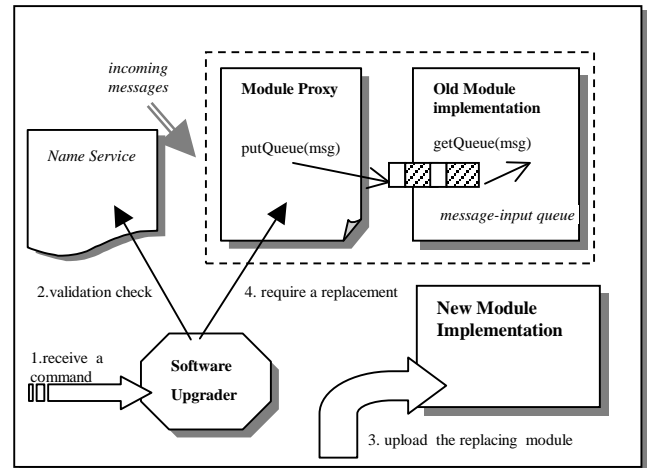 incoming
messages
Module Proxy
Old Module
implementation
putQueue(msg)
getQueue(msg)
Name Service
message-input queue
2.validation check
4. require a replacement
New Module
Implementation
1.receive a
command
Software
Upgrader
3. upload the replacing module